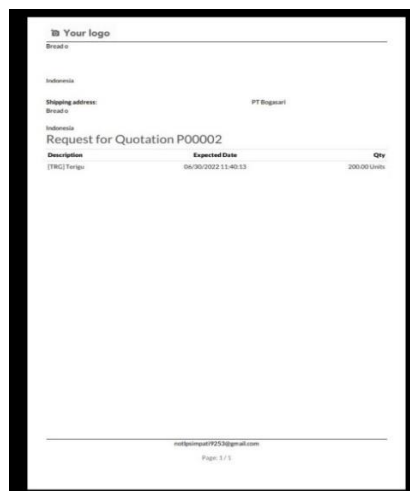 Your logo
Bread o
Indonesia
Shipping address:
Bread o
PT Bogasari
Indonesia
Request for Quotation P00002
Description Expected Date Qty
[TRG] Terigu 06/30/2022 11:40:13 200.00 Units
Page: 1 / 1